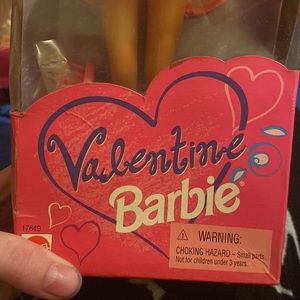 Valentine
Barbie
17649
⚠ WARNING:
CHOKING HAZARD – Small parts.
Not for children under 3 years.